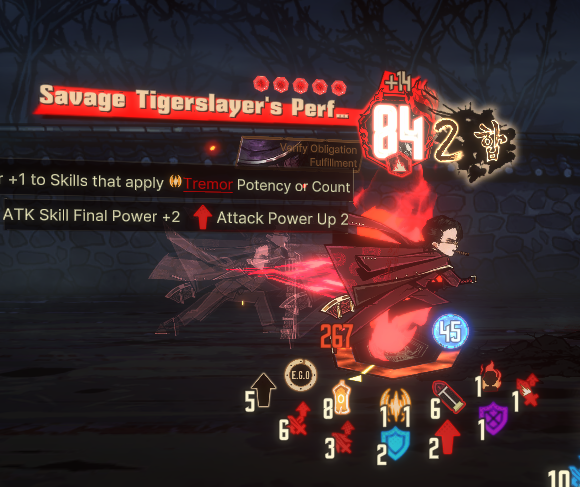 +14
Savage Tigerslayer's Perf...
84
2 합
Verify Obligation
Fulfillment
r +1 to Skills that apply Tremor Potency or Count
ATK Skill Final Power +2 Attack Power Up 2
267
45
E.G.O
5
8
1 1
6
1
1
6
3
2
2
1
10